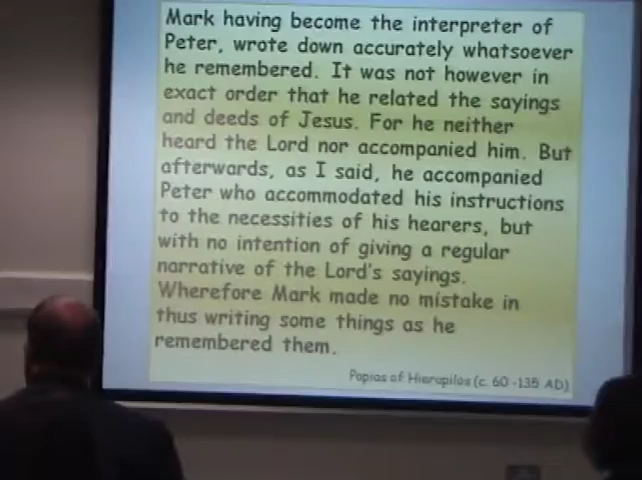 Mark having become the interpreter of
Peter, wrote down accurately whatsoever
he remembered. It was not however in
exact order that he related the sayings
and deeds of Jesus. For he neither
heard the Lord nor accompanied him. But
afterwards, as I said, he accompanied
Peter who accommodated his instructions
to the necessities of his hearers, but
with no intention of giving a regular
narrative of the Lord's sayings.
Wherefore Mark made no mistake in
thus writing some things as he
remembered them.
Papias of Hierapilos (c. 60 -135 AD)